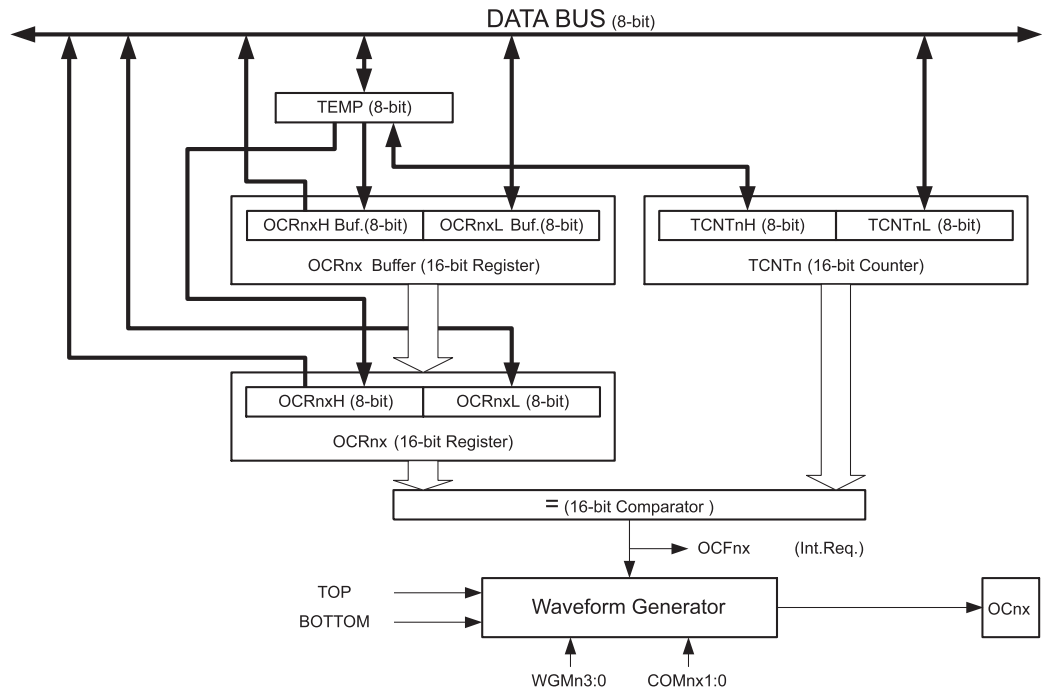 DATA BUS (8-bit)
TEMP (8-bit)
OCRnxH Buf.(8-bit) OCRnxL Buf.(8-bit)
TCNTnH (8-bit) TCNTnL (8-bit)
OCRnx Buffer (16-bit Register)
TCNTn (16-bit Counter)
OCRnxH (8-bit) OCRnxL (8-bit)
OCRnx (16-bit Register)
= (16-bit Comparator )
OCFnx (Int.Req.)
TOP
BOTTOM
Waveform Generator
OCnx
WGMn3:0 COMnx1:0